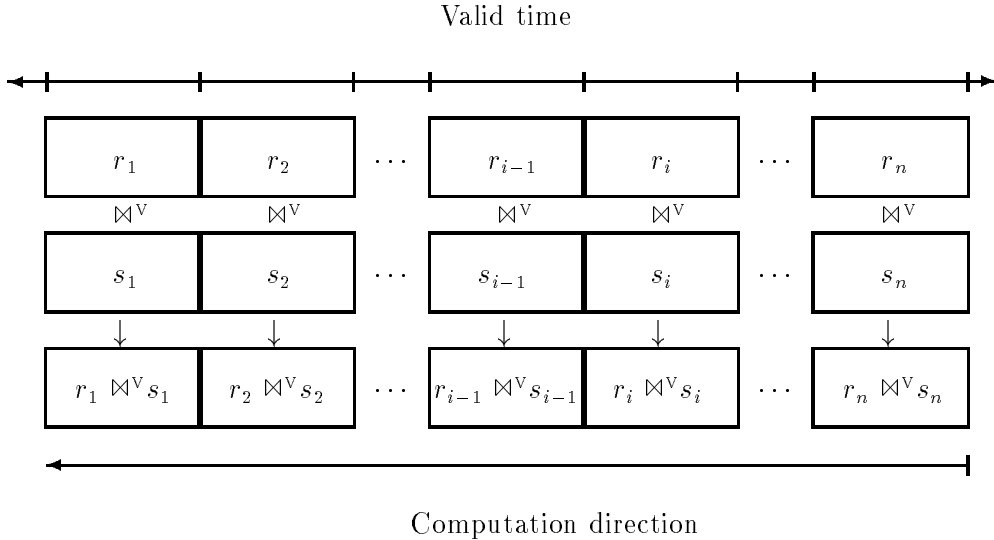 Valid time
r₁ r₂ ··· rᵢ₋₁ rᵢ ··· rₙ
⋈ⱽ ⋈ⱽ ⋈ⱽ ⋈ⱽ ⋈ⱽ
s₁ s₂ ··· sᵢ₋₁ sᵢ ··· sₙ
↓ ↓ ↓ ↓ ↓
r₁ ⋈ⱽ s₁ r₂ ⋈ⱽ s₂ ··· rᵢ₋₁ ⋈ⱽ sᵢ₋₁ rᵢ ⋈ⱽ sᵢ ··· rₙ ⋈ⱽ sₙ
Computation direction